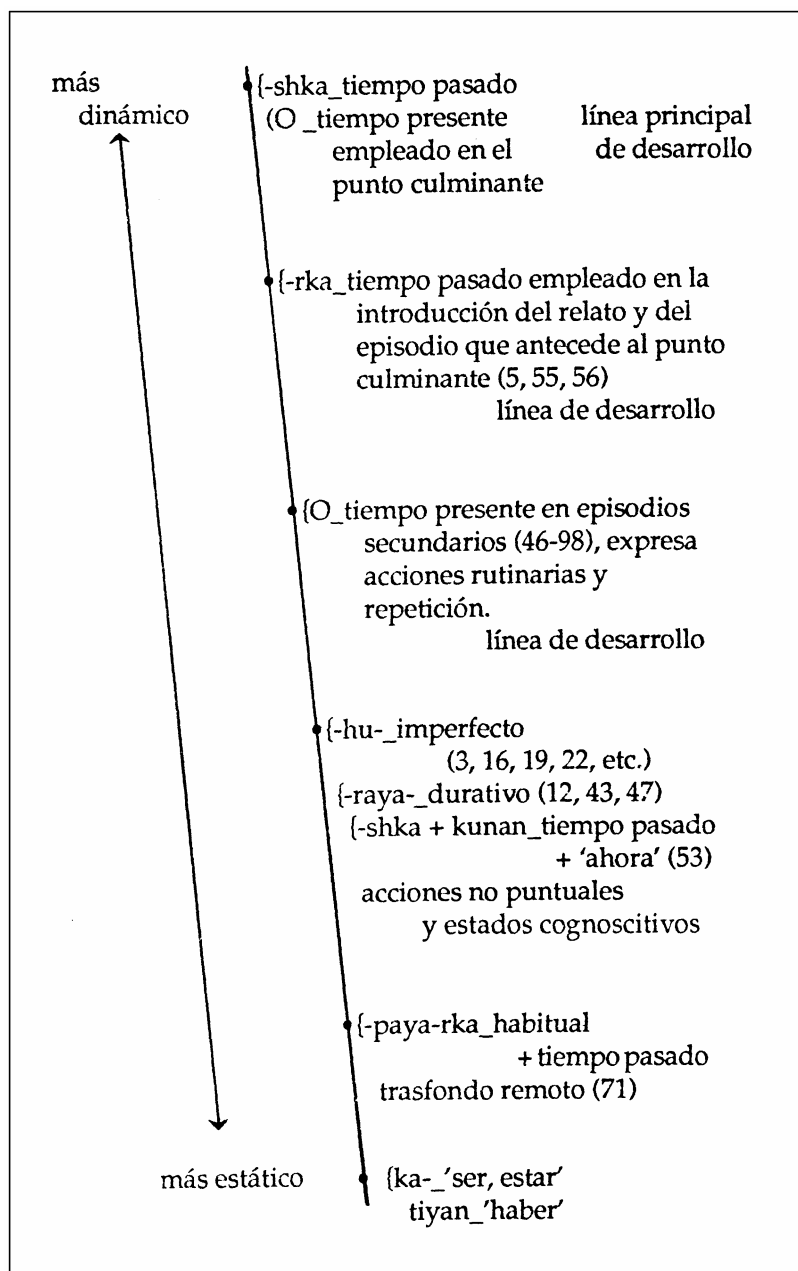 más
dinámico
{-shka_tiempo pasado
(O _tiempo presente
empleado en el
punto culminante
línea principal
de desarrollo
{-rka_tiempo pasado empleado en la
introducción del relato y del
episodio que antecede al punto
culminante (5, 55, 56)
línea de desarrollo
{O_tiempo presente en episodios
secundarios (46-98), expresa
acciones rutinarias y
repetición.
línea de desarrollo
{-hu-_imperfecto
(3, 16, 19, 22, etc.)
{-raya-_durativo (12, 43, 47)
{-shka + kunan_tiempo pasado
+ 'ahora' (53)
acciones no puntuales
y estados cognoscitivos
{-paya-rka_habitual
+ tiempo pasado
trasfondo remoto (71)
más estático
{ka-_'ser, estar'
tiyan_'haber'